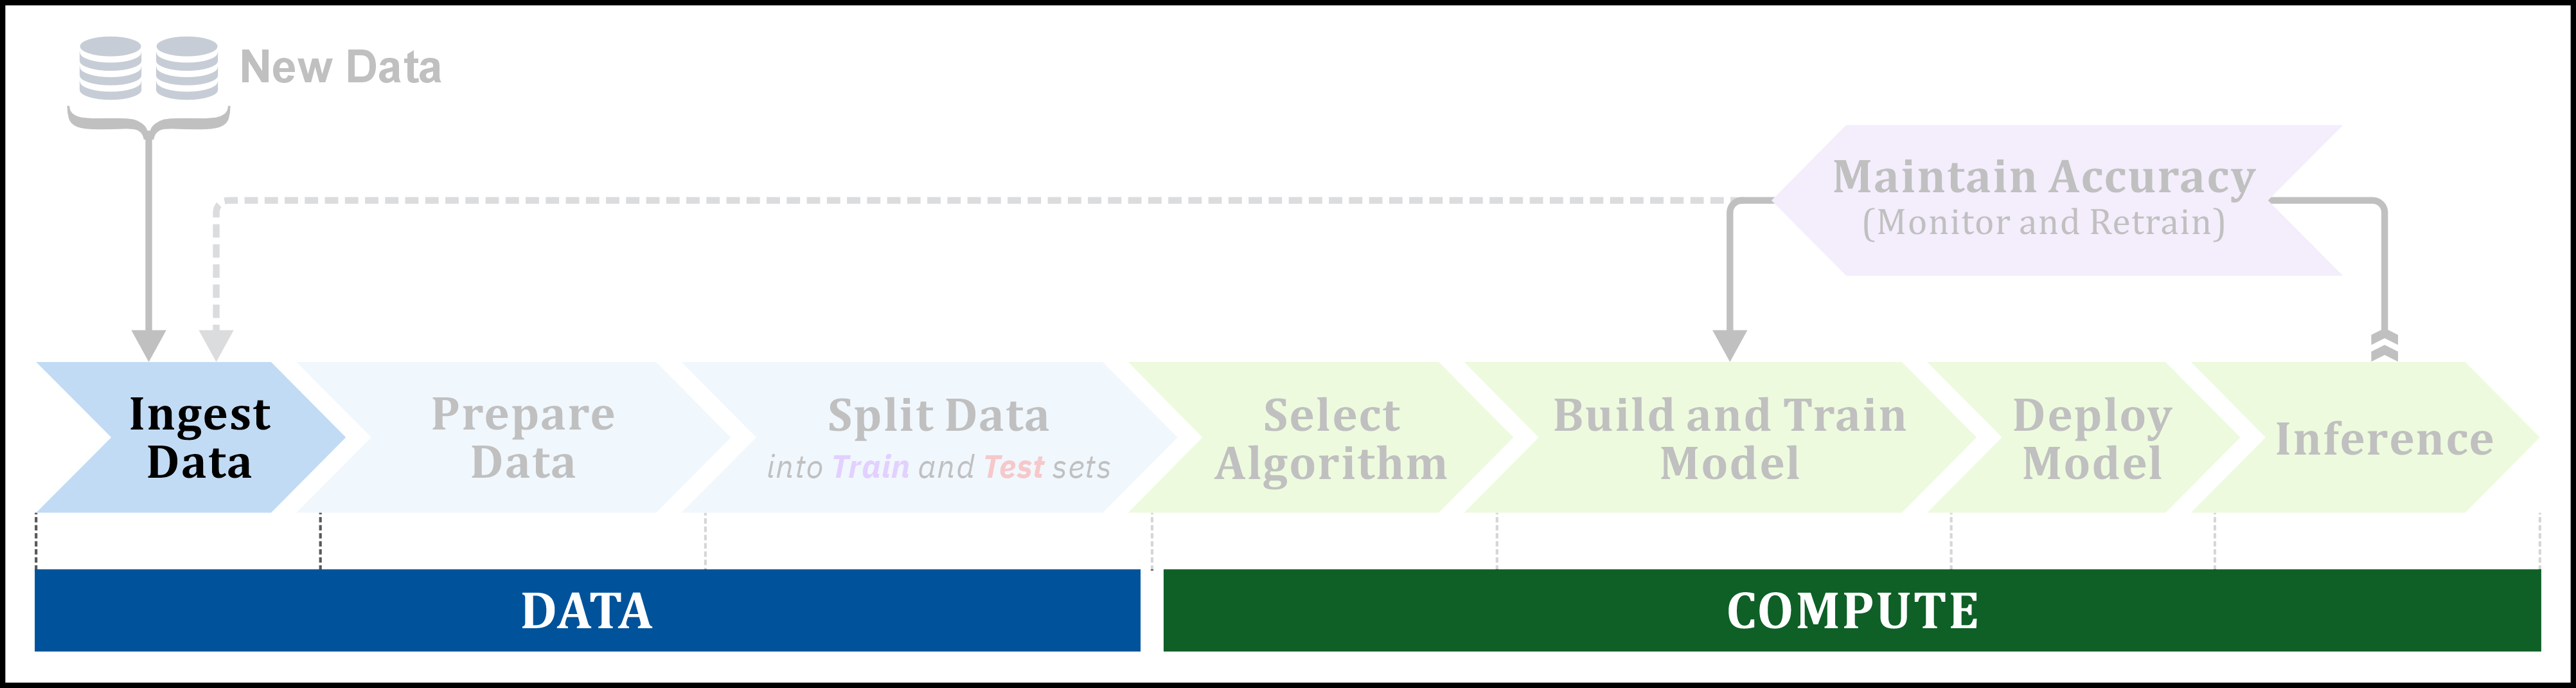 New Data
Maintain Accuracy
(Monitor and Retrain)
Ingest
Data
Prepare
Data
Split Data
into Train and Test sets
Select
Algorithm
Build and Train
Model
Deploy
Model
Inference
DATA
COMPUTE